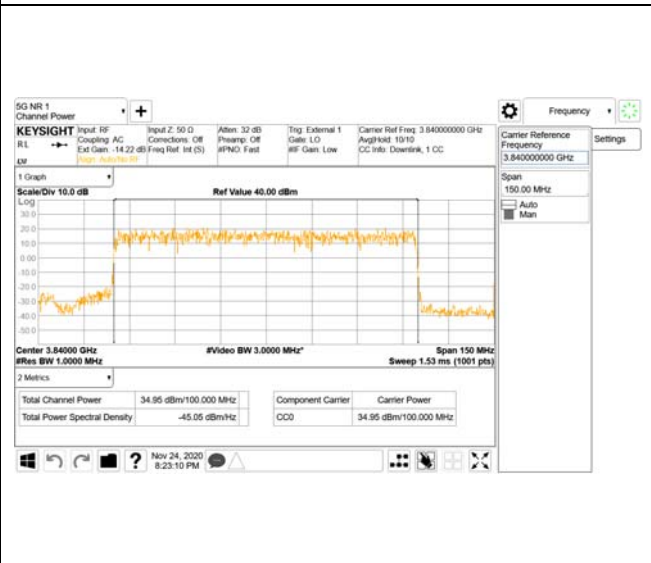 5G NR 1
Channel Power
+
Frequency
KEYSIGHT Input: RF Input Z: 50 Ω Atten: 32 dB Trig: External 1 Carrier Ref Freq: 3.840000000 GHz
RL Coupling: AC Corrections: Off Preamp: Off Gate: LO Avg|Hold: 10/10
Ext Gain: -14.22 dB Freq Ref: Int (S) #PNO: Fast #IF Gain: Low CC Info: Downlink, 1 CC
Align: Auto/No RF
Carrier Reference
Frequency
3.840000000 GHz
Settings
Span
150.00 MHz
Auto
Man
1 Graph
Scale/Div 10.0 dB Ref Value 40.00 dBm
Log
30.0
20.0
10.0
0.00
-10.0
-20.0
-30.0
-40.0
-50.0
Center 3.84000 GHz #Video BW 3.0000 MHz* Span 150 MHz
#Res BW 1.0000 MHz Sweep 1.53 ms (1001 pts)
2 Metrics
Total Channel Power 34.95 dBm/100.000 MHz Component Carrier Carrier Power
Total Power Spectral Density -45.05 dBm/Hz CC0 34.95 dBm/100.000 MHz
? Nov 24, 2020
8:23:10 PM